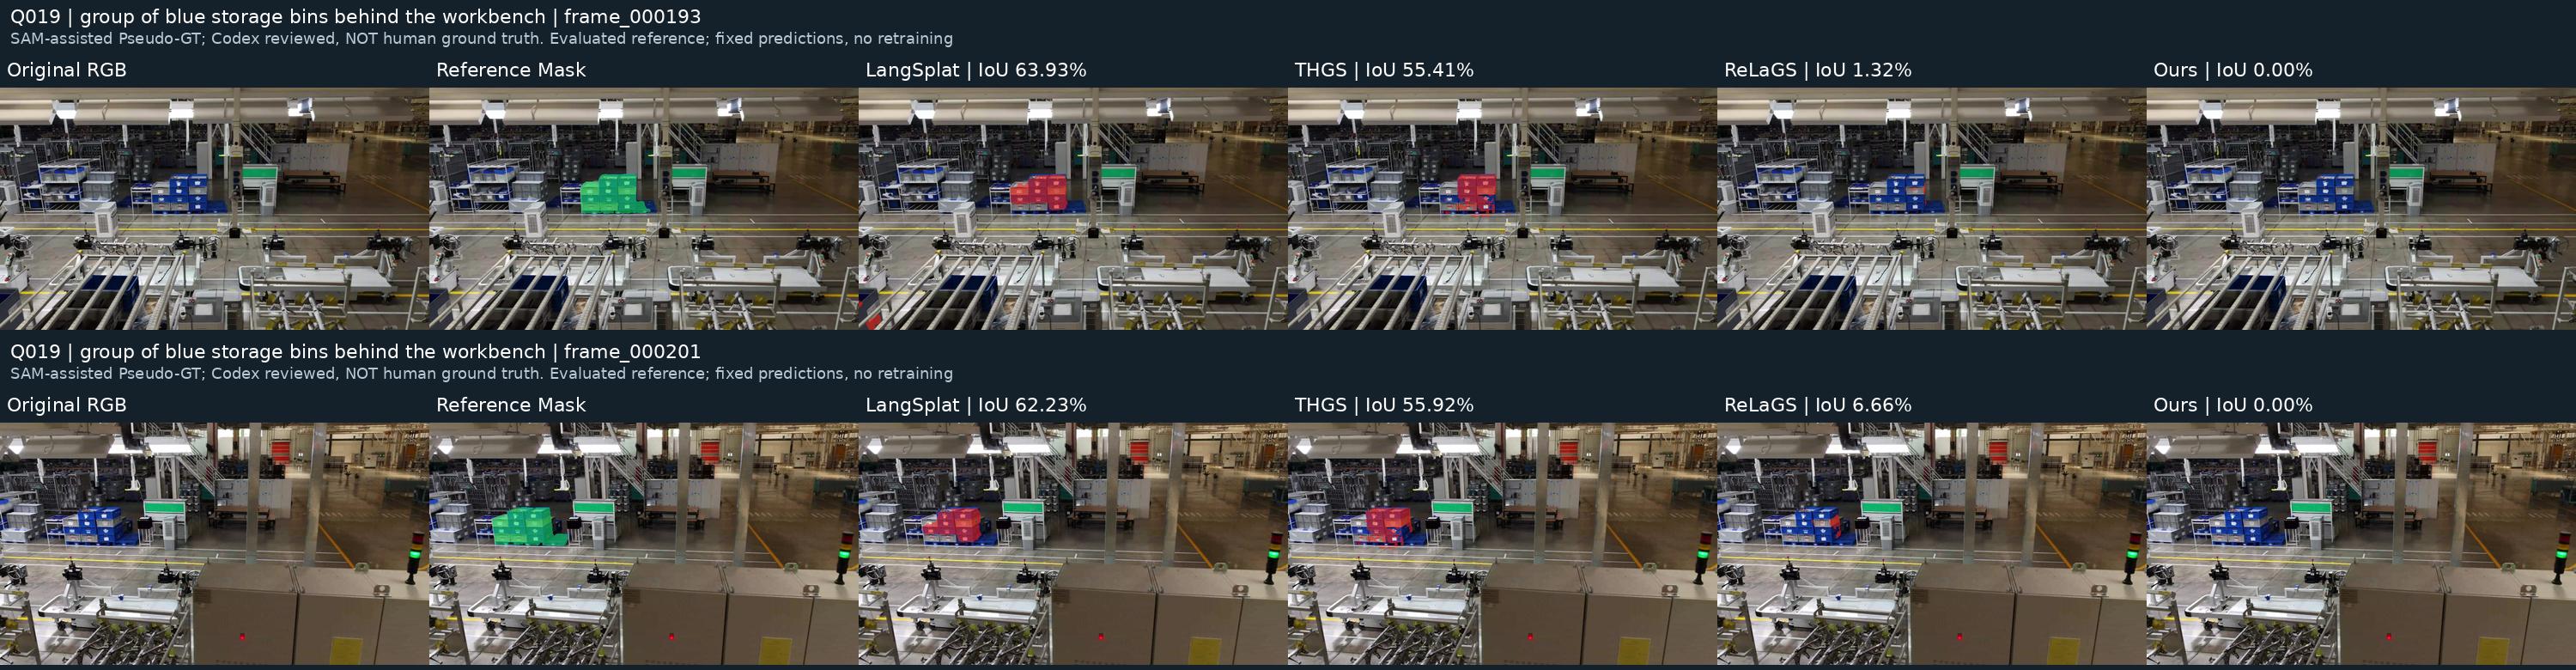 Q019 | group of blue storage bins behind the workbench | frame_000193
SAM-assisted Pseudo-GT; Codex reviewed, NOT human ground truth. Evaluated reference; fixed predictions, no retraining
Original RGB
Reference Mask
LangSplat | IoU 63.93%
THGS | IoU 55.41%
ReLaGS | IoU 1.32%
Ours | IoU 0.00%
Q019 | group of blue storage bins behind the workbench | frame_000201
SAM-assisted Pseudo-GT; Codex reviewed, NOT human ground truth. Evaluated reference; fixed predictions, no retraining
Original RGB
Reference Mask
LangSplat | IoU 62.23%
THGS | IoU 55.92%
ReLaGS | IoU 6.66%
Ours | IoU 0.00%